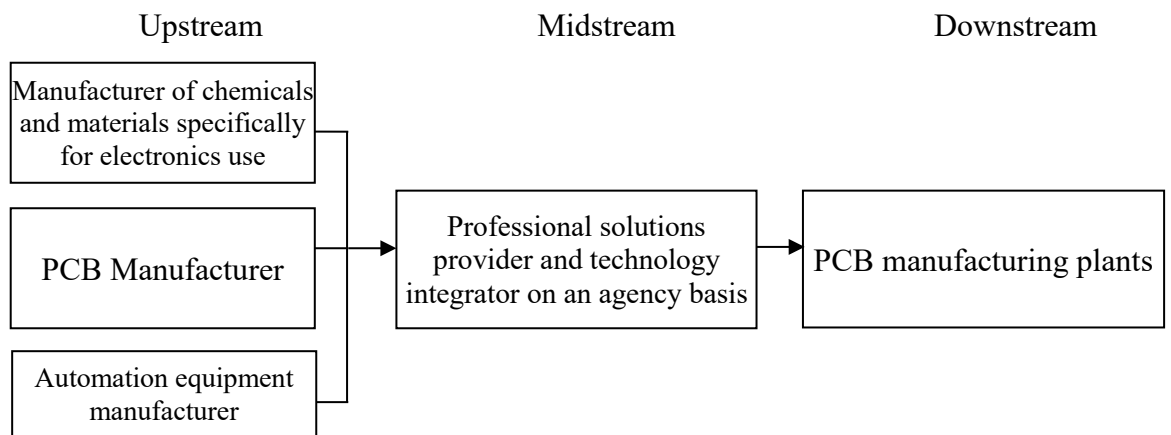 Upstream
Midstream
Downstream
Manufacturer of chemicals
and materials specifically
for electronics use
PCB Manufacturer
Automation equipment
manufacturer
Professional solutions
provider and technology
integrator on an agency basis
PCB manufacturing plants